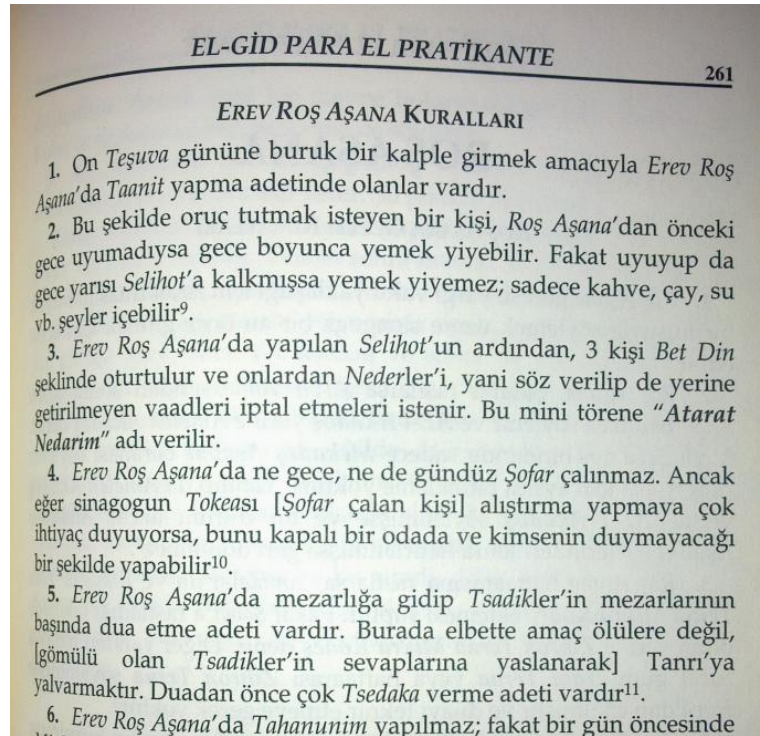 EL-GİD PARA EL PRATİKANTE
261
EREV ROŞ AŞANA KURALLARI
1. On Teşuva gününe buruk bir kalple girmek amacıyla Erev Roş
Aşana'da Taanit yapma adetinde olanlar vardır.
2. Bu şekilde oruç tutmak isteyen bir kişi, Roş Aşana'dan önceki
gece uyumadıysa gece boyunca yemek yiyebilir. Fakat uyuyup da
gece yarısı Selihot'a kalkmışsa yemek yiyemez; sadece kahve, çay, su
vb. şeyler içebilir⁹.
3. Erev Roş Aşana'da yapılan Selihot'un ardından, 3 kişi Bet Din
şeklinde oturtulur ve onlardan Nederler'i, yani söz verilip de yerine
getirilmeyen vaadleri iptal etmeleri istenir. Bu mini törene "Atarat
Nedarim" adı verilir.
4. Erev Roş Aşana'da ne gece, ne de gündüz Şofar çalınmaz. Ancak
eğer sinagogun Tokeası [Şofar çalan kişi] alıştırma yapmaya çok
ihtiyaç duyuyorsa, bunu kapalı bir odada ve kimsenin duymayacağı
bir şekilde yapabilir¹⁰.
5. Erev Roş Aşana'da mezarlığa gidip Tsadikler'in mezarlarının
başında dua etme adeti vardır. Burada elbette amaç ölülere değil,
[gömülü olan Tsadikler'in sevaplarına yaslanarak] Tanrı'ya
yalvarmaktır. Duadan önce çok Tsedaka verme adeti vardır¹¹.
6. Erev Roş Aşana'da Tahanunim yapılmaz; fakat bir gün öncesinde